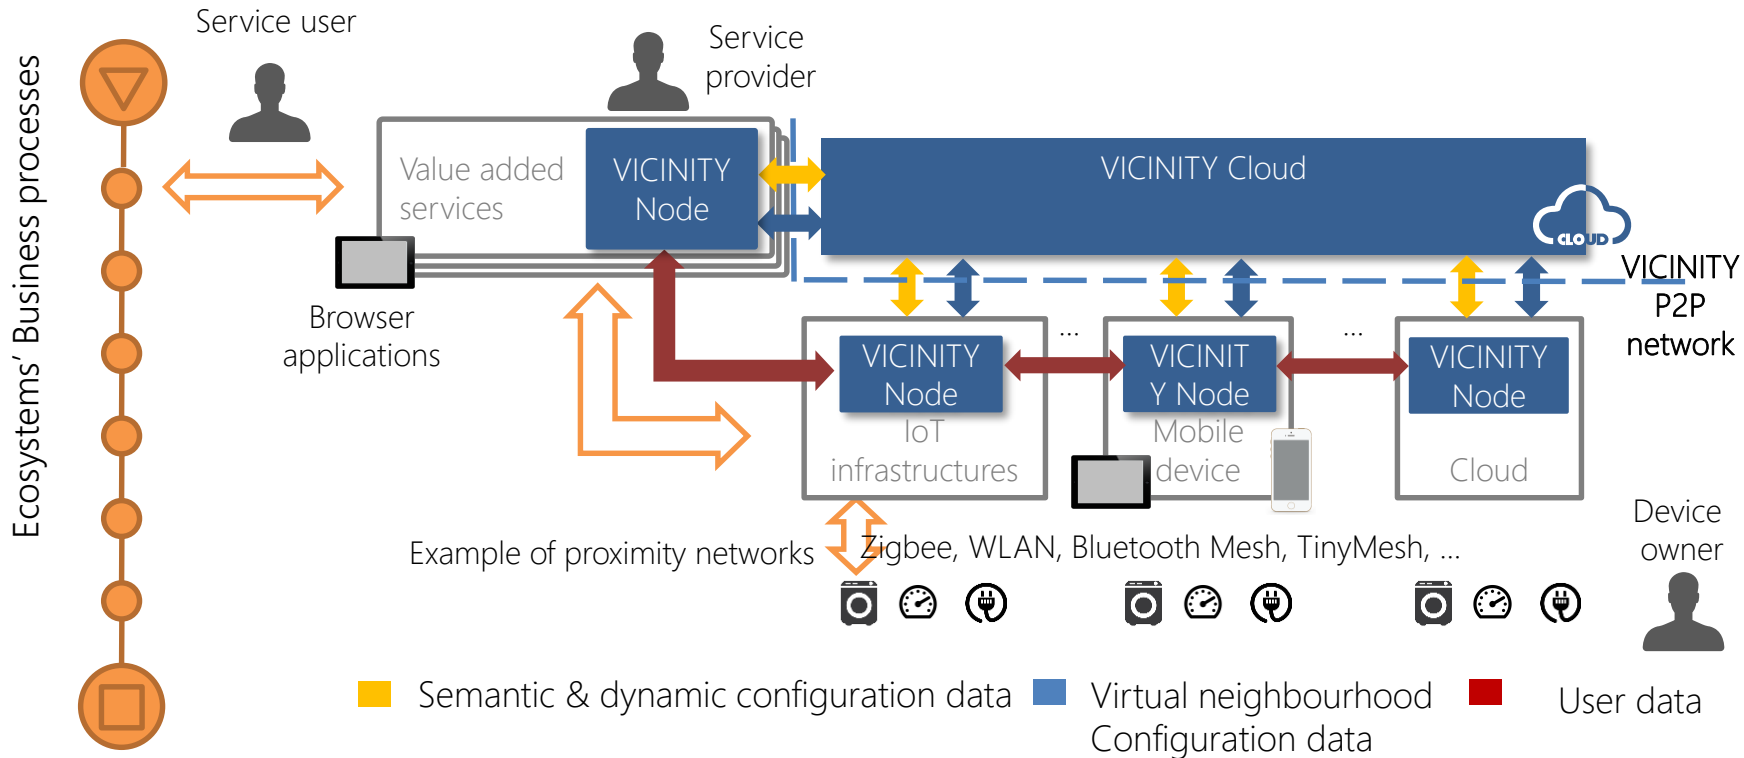 Ecosystems’ Business processes
Service user
Service
provider
Value added
services
VICINITY
Node
VICINITY Cloud
CLOUD
Browser
applications
VICINITY
P2P
network
...
...
VICINITY
Node
IoT
infrastructures
VICINIT
Y Node
Mobile
device
VICINITY
Node
Cloud
Example of proximity networks
Zigbee, WLAN, Bluetooth Mesh, TinyMesh, ...
Device
owner
Semantic & dynamic configuration data
Virtual neighbourhood
Configuration data
User data